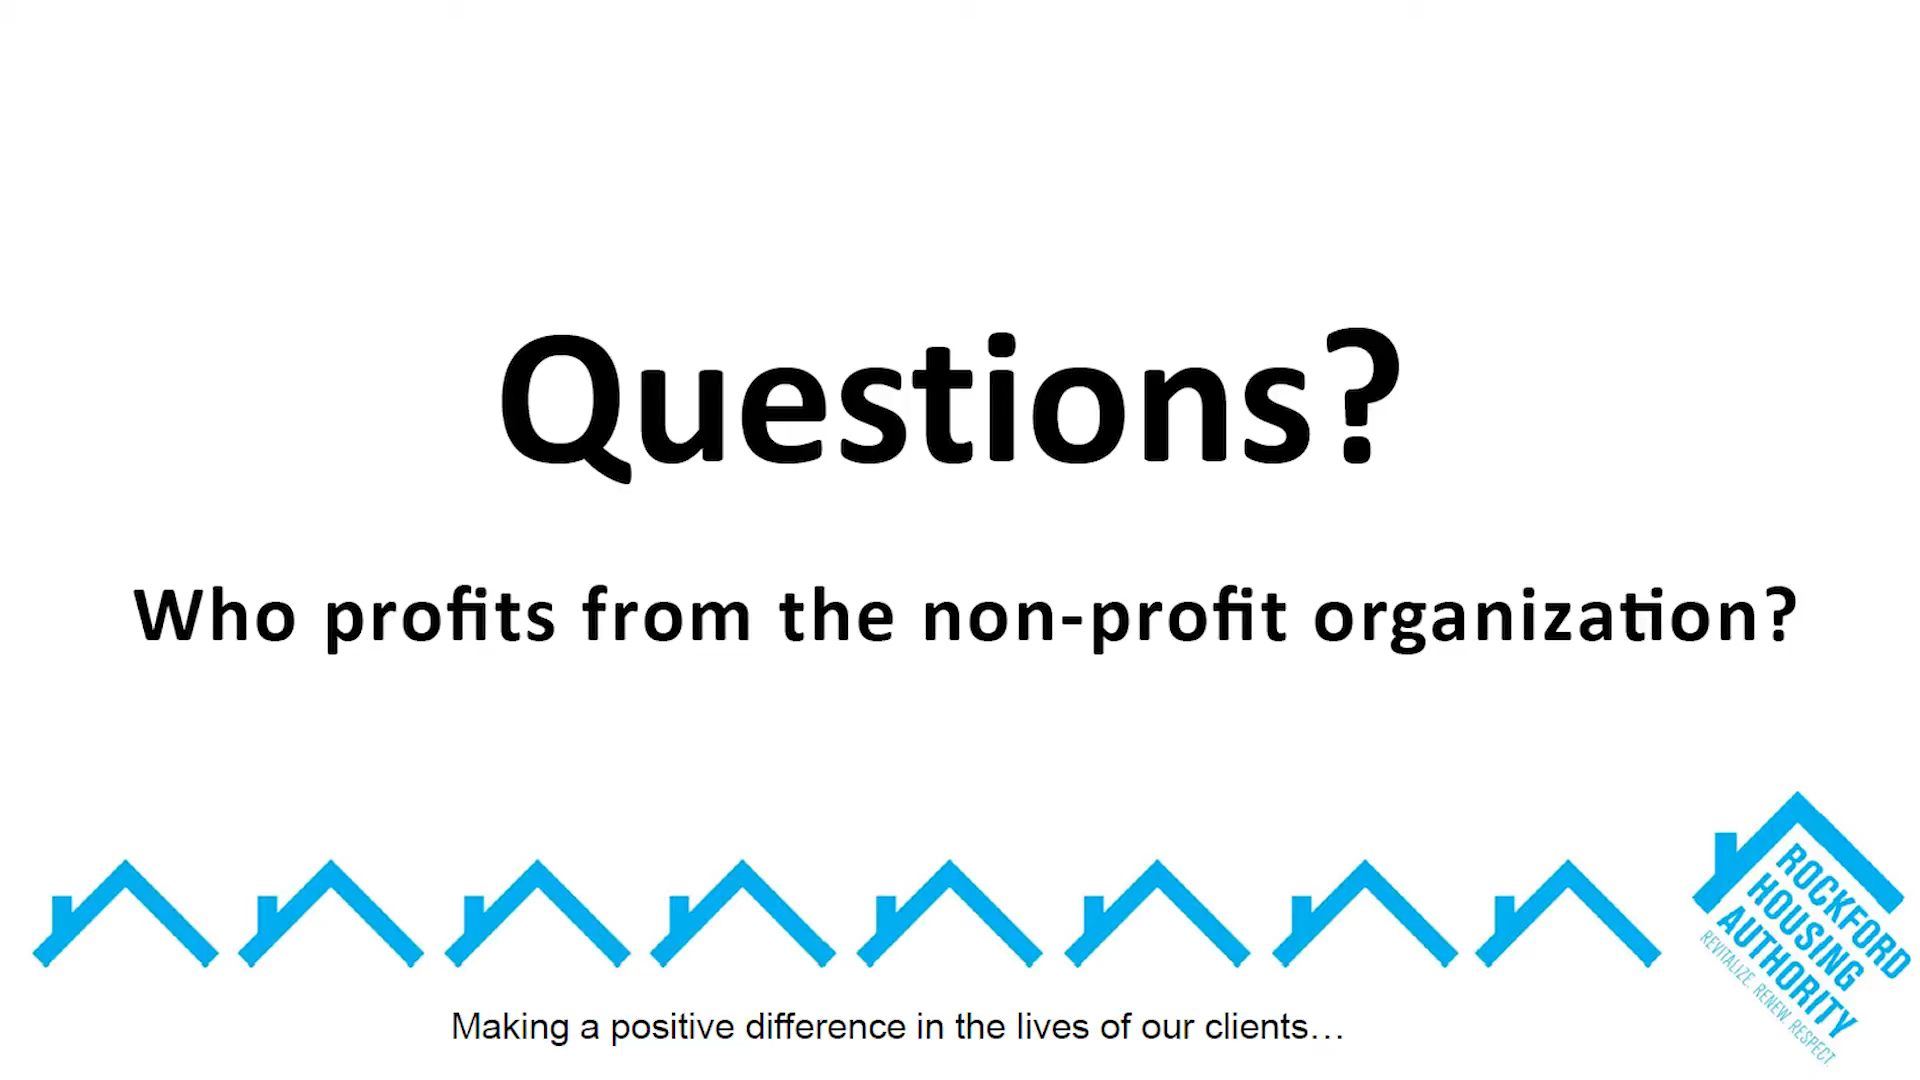 Questions?
Who profits from the non-profit organization?
ROCKFORD
HOUSING
AUTHORITY
REVITALIZE. RENEW. RESPECT.
Making a positive difference in the lives of our clients…